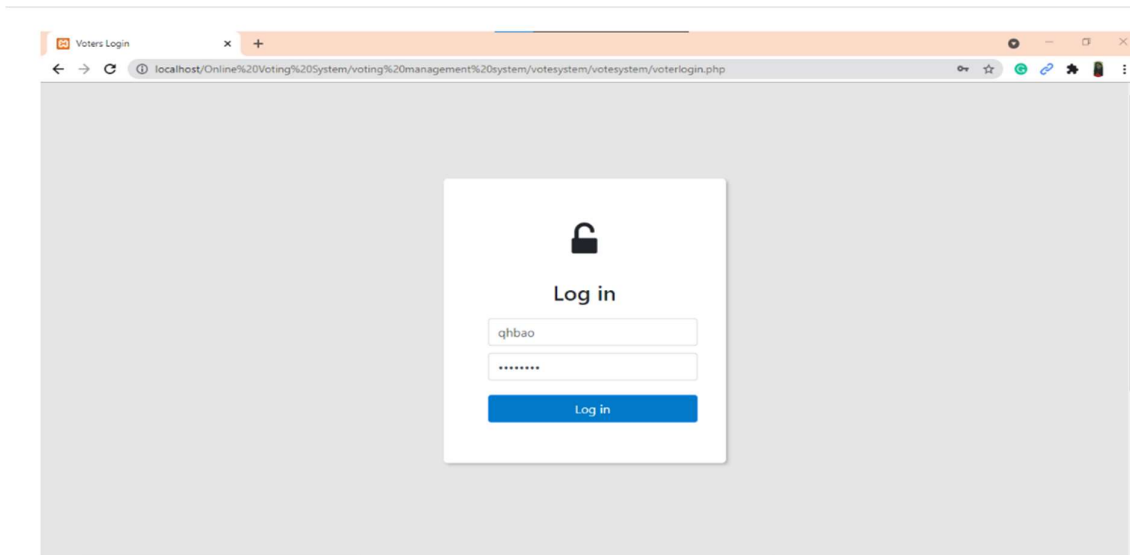 Voters Login
localhost/Online%20Voting%20System/voting%20management%20system/votesystem/votesystem/voterlogin.php
Log in
qhbao
••••••••
Log in